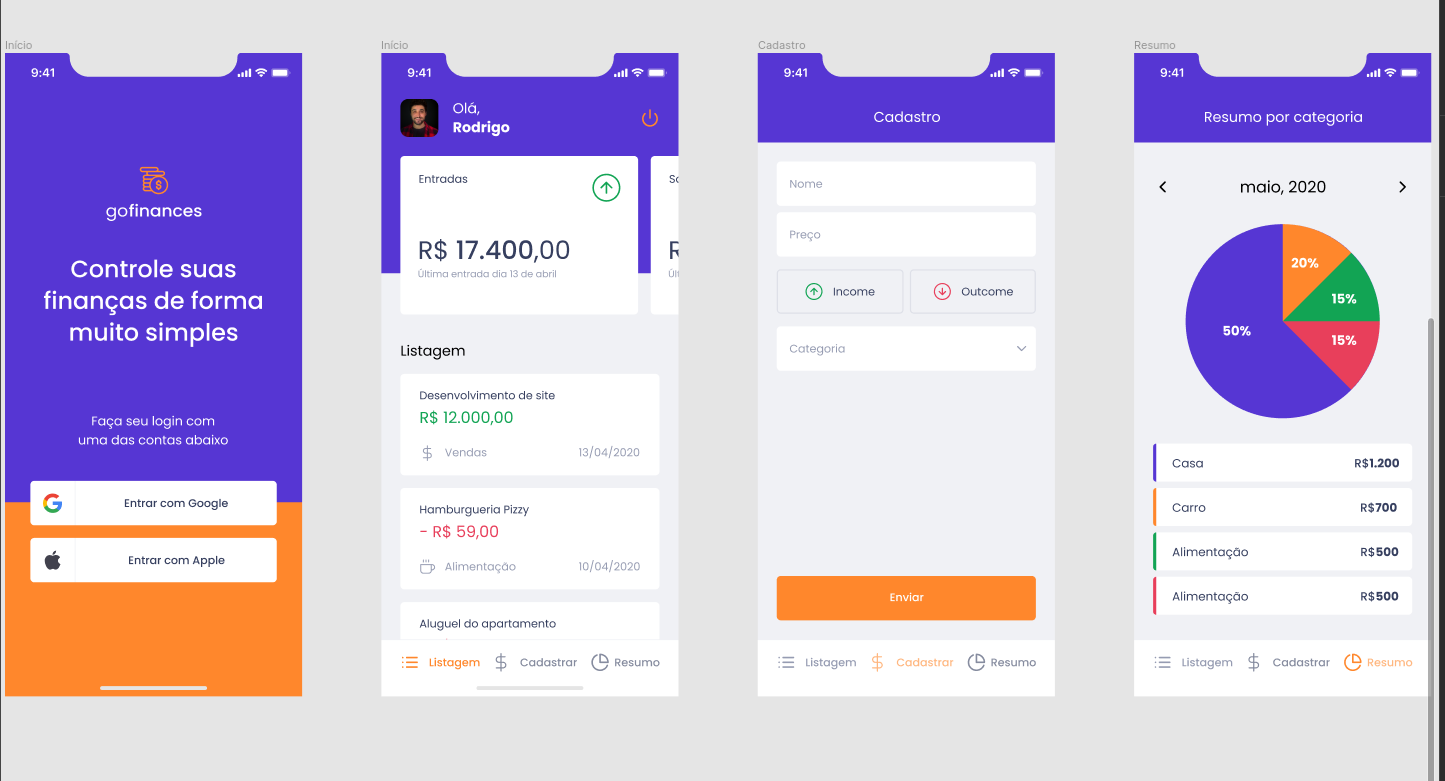 Início
9:41
gofinances
Controle suas
finanças de forma
muito simples
Faça seu login com
uma das contas abaixo
Entrar com Google
Entrar com Apple
Início
9:41
Olá,
Rodrigo
Entradas
R$ 17.400,00
Última entrada dia 13 de abril
Listagem
Desenvolvimento de site
R$ 12.000,00
Vendas 13/04/2020
Hamburgueria Pizzy
- R$ 59,00
Alimentação 10/04/2020
Aluguel do apartamento
Listagem Cadastrar Resumo
Cadastro
9:41
Cadastro
Nome
Preço
Income Outcome
Categoria
Enviar
Listagem Cadastrar Resumo
Resumo
9:41
Resumo por categoria
maio, 2020
20%
15%
50%
15%
Casa R$1.200
Carro R$700
Alimentação R$500
Alimentação R$500
Listagem Cadastrar Resumo